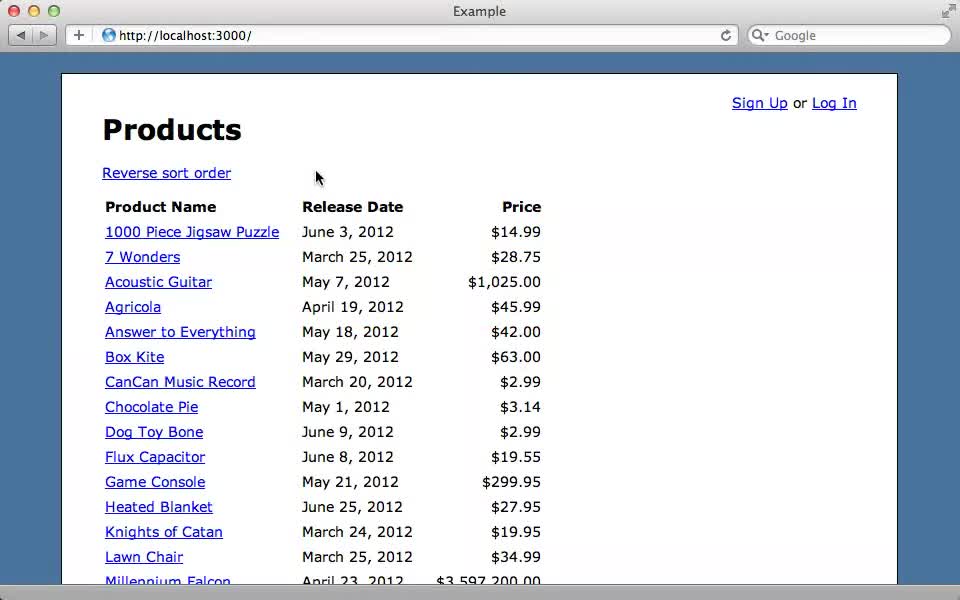 Example
http://localhost:3000/
Google
Sign Up or Log In
Products
Reverse sort order
Product Name Release Date Price
1000 Piece Jigsaw Puzzle June 3, 2012 $14.99
7 Wonders March 25, 2012 $28.75
Acoustic Guitar May 7, 2012 $1,025.00
Agricola April 19, 2012 $45.99
Answer to Everything May 18, 2012 $42.00
Box Kite May 29, 2012 $63.00
CanCan Music Record March 20, 2012 $2.99
Chocolate Pie May 1, 2012 $3.14
Dog Toy Bone June 9, 2012 $2.99
Flux Capacitor June 8, 2012 $19.55
Game Console May 21, 2012 $299.95
Heated Blanket June 25, 2012 $27.95
Knights of Catan March 24, 2012 $19.95
Lawn Chair March 25, 2012 $34.99
Millennium Falcon April 23, 2012 $3,597,200.00